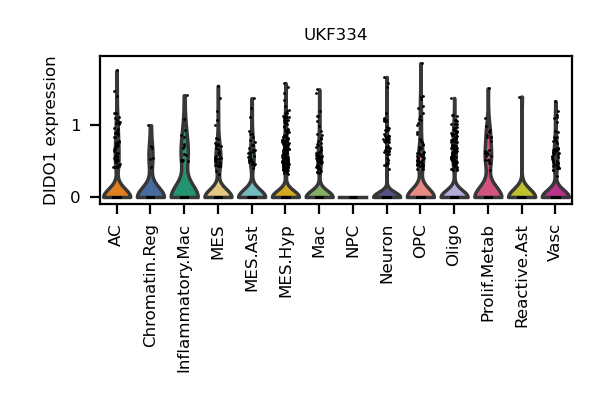 UKF334
DIDO1 expression
1
0
AC
Chromatin.Reg
Inflammatory.Mac
MES
MES.Ast
MES.Hyp
Mac
NPC
Neuron
OPC
Oligo
Prolif.Metab
Reactive.Ast
Vasc